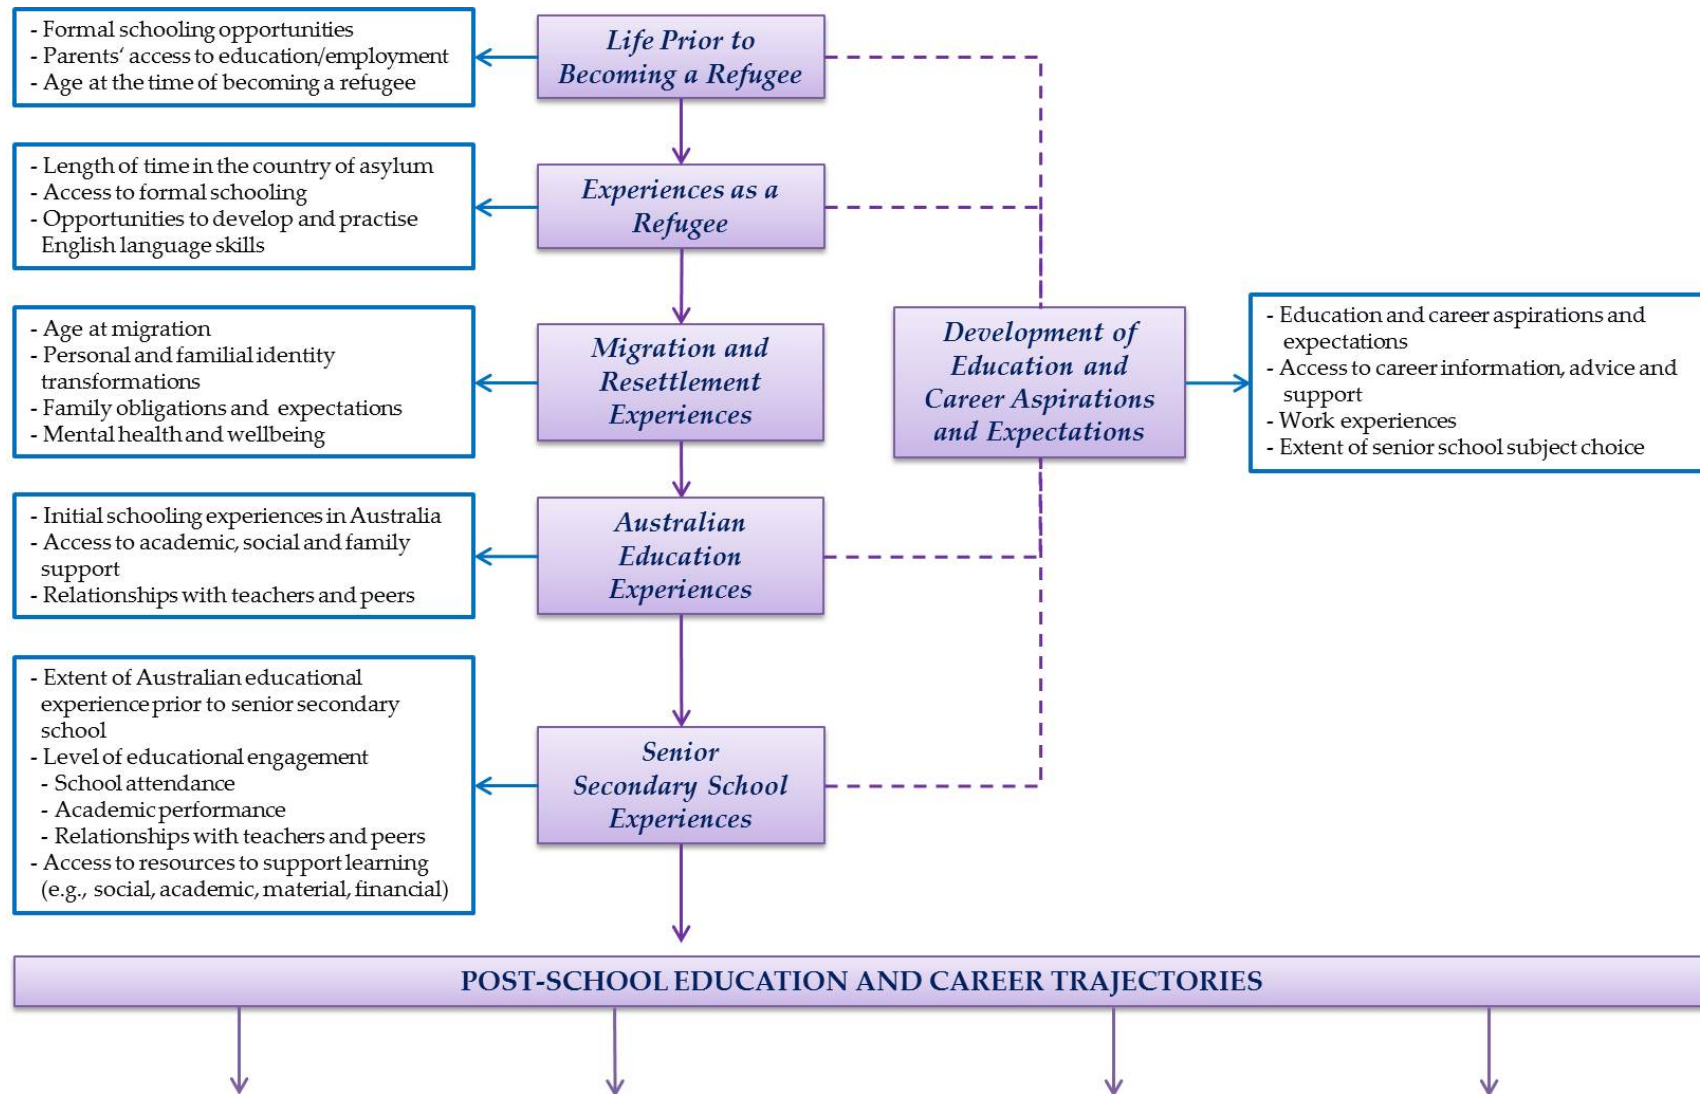 - Formal schooling opportunities
- Parents‘ access to education/employment
- Age at the time of becoming a refugee
Life Prior to
Becoming a Refugee
- Length of time in the country of asylum
- Access to formal schooling
- Opportunities to develop and practise
English language skills
Experiences as a
Refugee
- Age at migration
- Personal and familial identity
transformations
- Family obligations and expectations
- Mental health and wellbeing
Migration and
Resettlement
Experiences
Development of
Education and
Career Aspirations
and Expectations
- Education and career aspirations and
expectations
- Access to career information, advice and
support
- Work experiences
- Extent of senior school subject choice
- Initial schooling experiences in Australia
- Access to academic, social and family
support
- Relationships with teachers and peers
Australian
Education
Experiences
- Extent of Australian educational
experience prior to senior secondary
school
- Level of educational engagement
- School attendance
- Academic performance
- Relationships with teachers and peers
- Access to resources to support learning
(e.g., social, academic, material, financial)
Senior
Secondary School
Experiences
POST-SCHOOL EDUCATION AND CAREER TRAJECTORIES